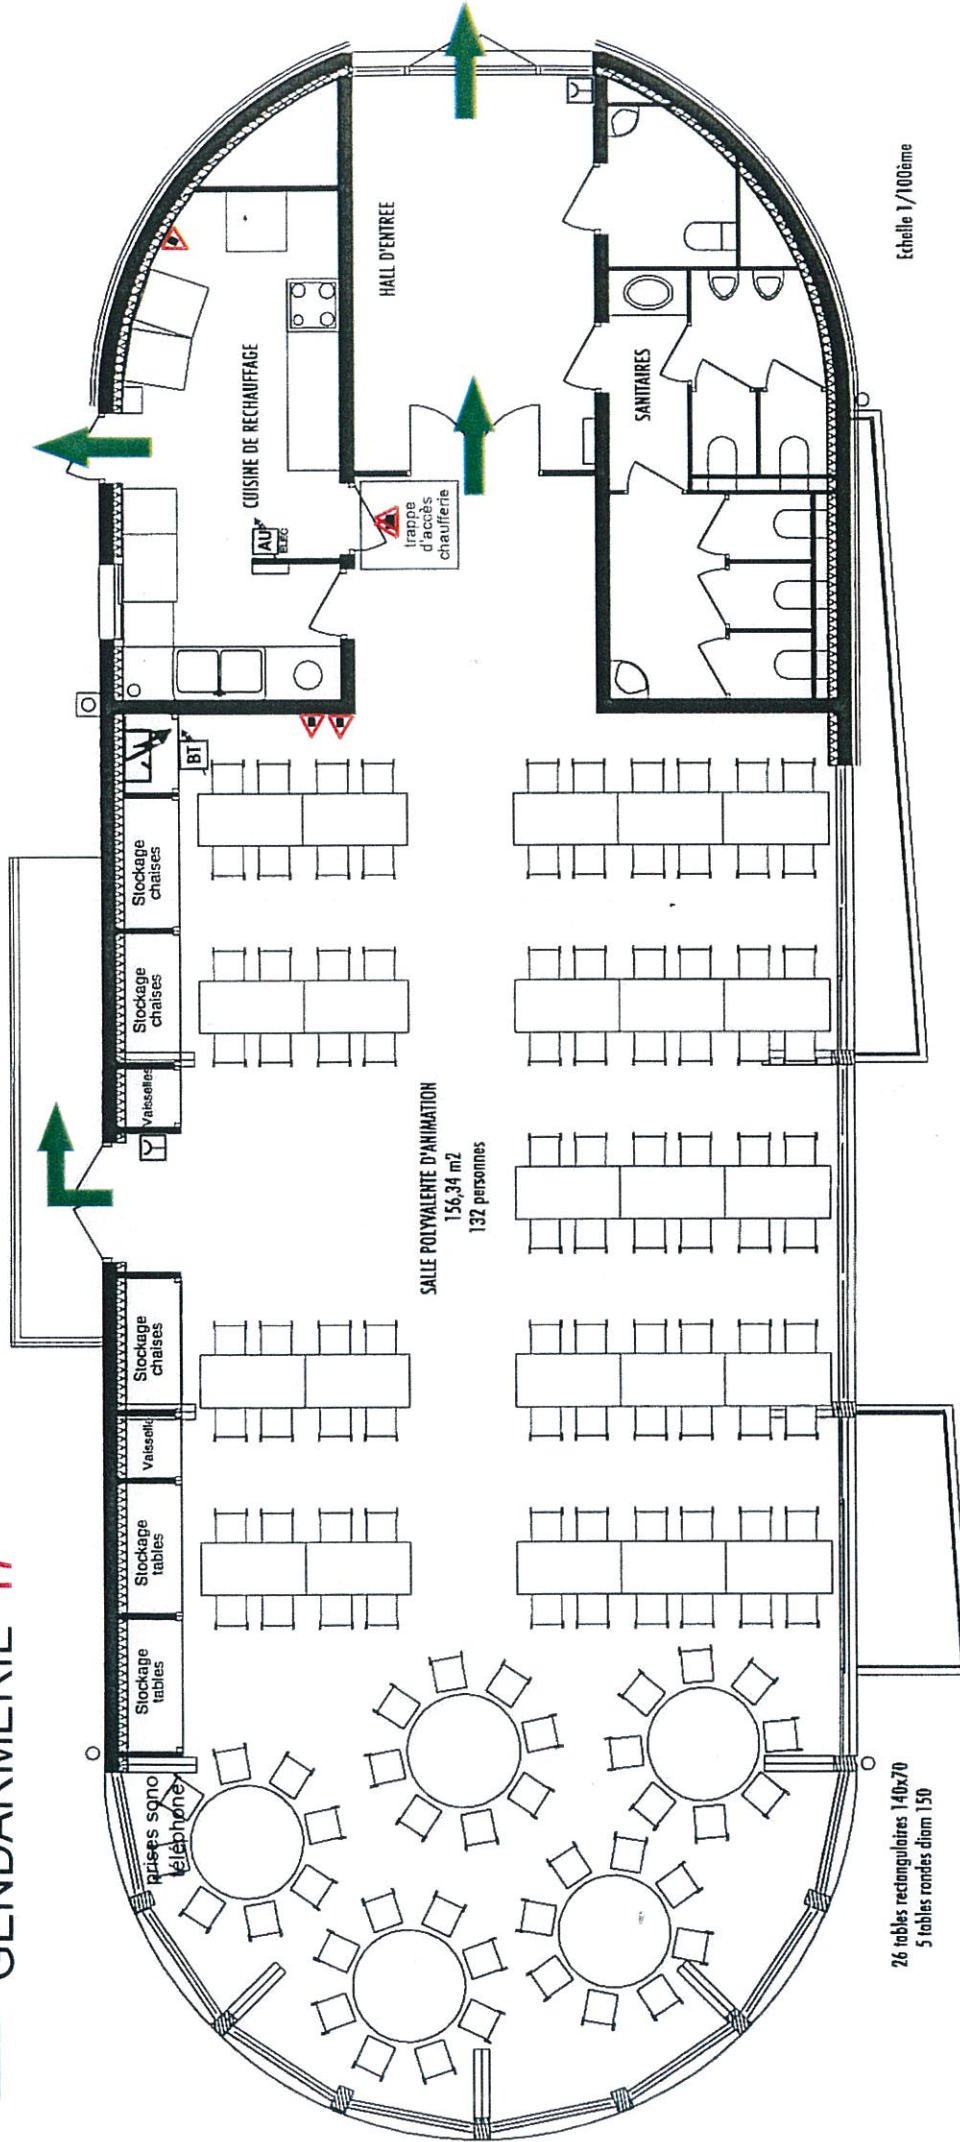 GENDARMERIE 17
HALL D'ENTREE
Echelle 1/100ème
CUISINE DE RECHAUFFAGE
SANITAIRES
AU
ELEC
trappe
d'accès
chaufferie
BT
Stockage
chaises
Stockage
chaises
Vaisselles
SALLE POLYVALENTE D'ANIMATION
156,34 m2
132 personnes
Stockage
chaises
Vaisselle
Stockage
tables
Stockage
tables
prises sono
téléphone
26 tables rectangulaires 140x70
5 tables rondes diam 150